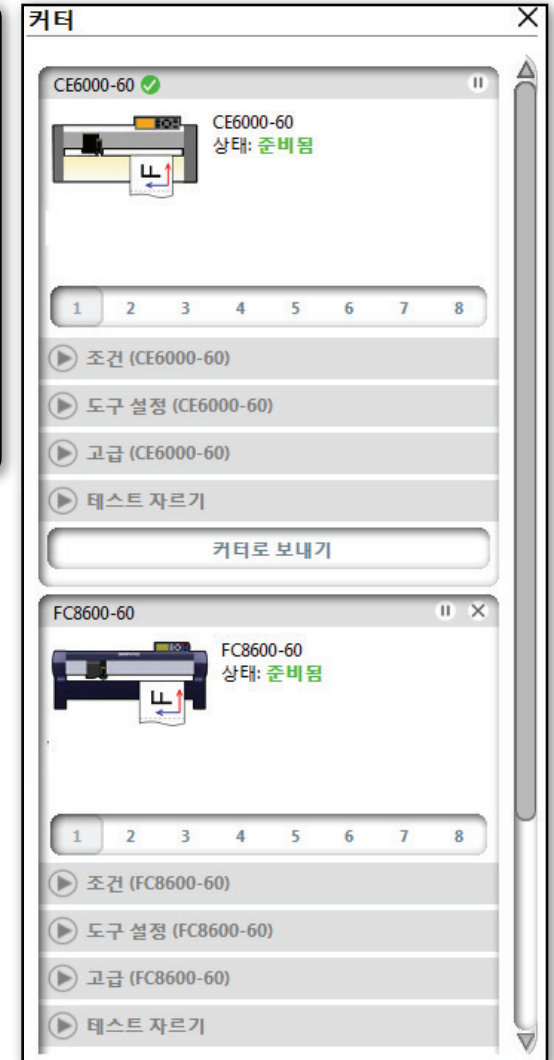 커터
CE6000-60
CE6000-60
상태: 준비됨
F
1 2 3 4 5 6 7 8
조건 (CE6000-60)
도구 설정 (CE6000-60)
고급 (CE6000-60)
테스트 자르기
커터로 보내기
FC8600-60
FC8600-60
상태: 준비됨
F
1 2 3 4 5 6 7 8
조건 (FC8600-60)
도구 설정 (FC8600-60)
고급 (FC8600-60)
테스트 자르기